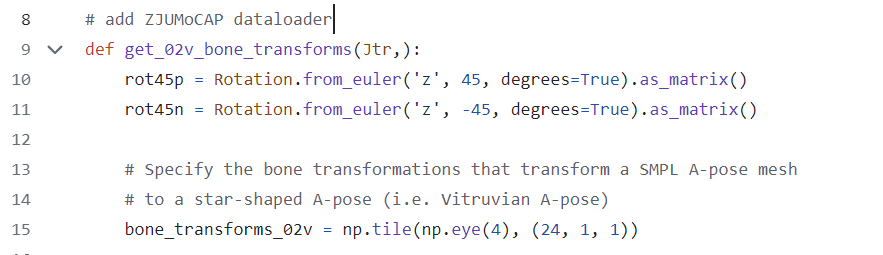 8 # add ZJUMoCAP dataloader
9 def get_02v_bone_transforms(Jtr,):
10 rot45p = Rotation.from_euler('z', 45, degrees=True).as_matrix()
11 rot45n = Rotation.from_euler('z', -45, degrees=True).as_matrix()
12
13 # Specify the bone transformations that transform a SMPL A-pose mesh
14 # to a star-shaped A-pose (i.e. Vitruvian A-pose)
15 bone_transforms_02v = np.tile(np.eye(4), (24, 1, 1))